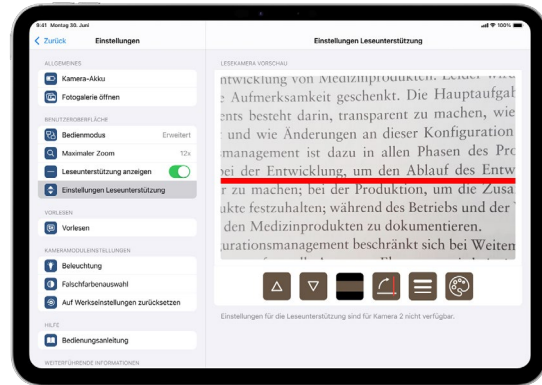 9:41 Montag 30. Juni
100%
Zurück
Einstellungen
Einstellungen Leseunterstützung
ALLGEMEINES
Kamera-Akku
Fotogalerie öffnen
BENUTZEROBERFLÄCHE
Bedienmodus Erweitert
Maximaler Zoom 12x
Leseunterstützung anzeigen
Einstellungen Leseunterstützung
VORLESEN
Vorlesen
KAMERAMODULEINSTELLUNGEN
Beleuchtung
Falschfarbenauswahl
Auf Werkseinstellungen zurücksetzen
HILFE
Bedienungsanleitung
WEITERFÜHRENDE INFORMATIONEN
LESEKAMERA VORSCHAU
ntwicklung von Medizinprodukten. Leider
e Aufmerksamkeit geschenkt. Die Hauptaufgab
ents besteht darin, transparent zu machen, wie
und wie Änderungen an dieser Konfiguration
management ist dazu in allen Phasen des Pro
bei der Entwicklung, um den Ablauf des Entw
r zu machen; bei der Produktion, um die Zusa
ukte festzuhalten; während des Betriebs und der
den Medizinprodukten zu dokumentieren.
urationsmanagement beschränkt sich bei Weitem
Einstellungen für die Leseunterstützung sind für Kamera 2 nicht verfügbar.